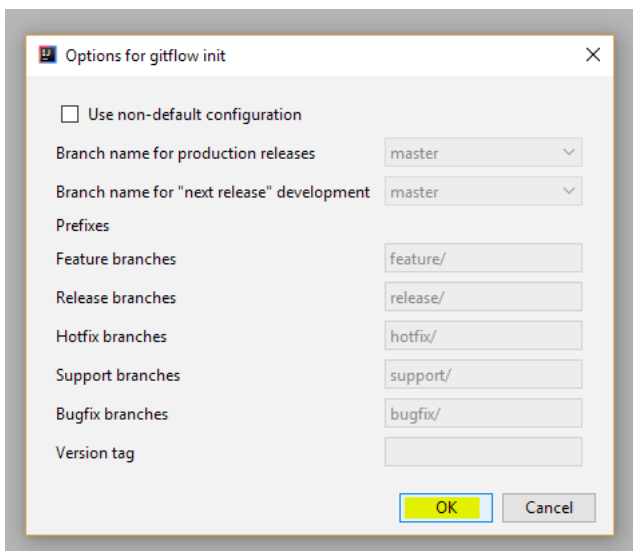 Options for gitflow init
Use non-default configuration
Branch name for production releases master
Branch name for "next release" development master
Prefixes
Feature branches feature/
Release branches release/
Hotfix branches hotfix/
Support branches support/
Bugfix branches bugfix/
Version tag
OK Cancel